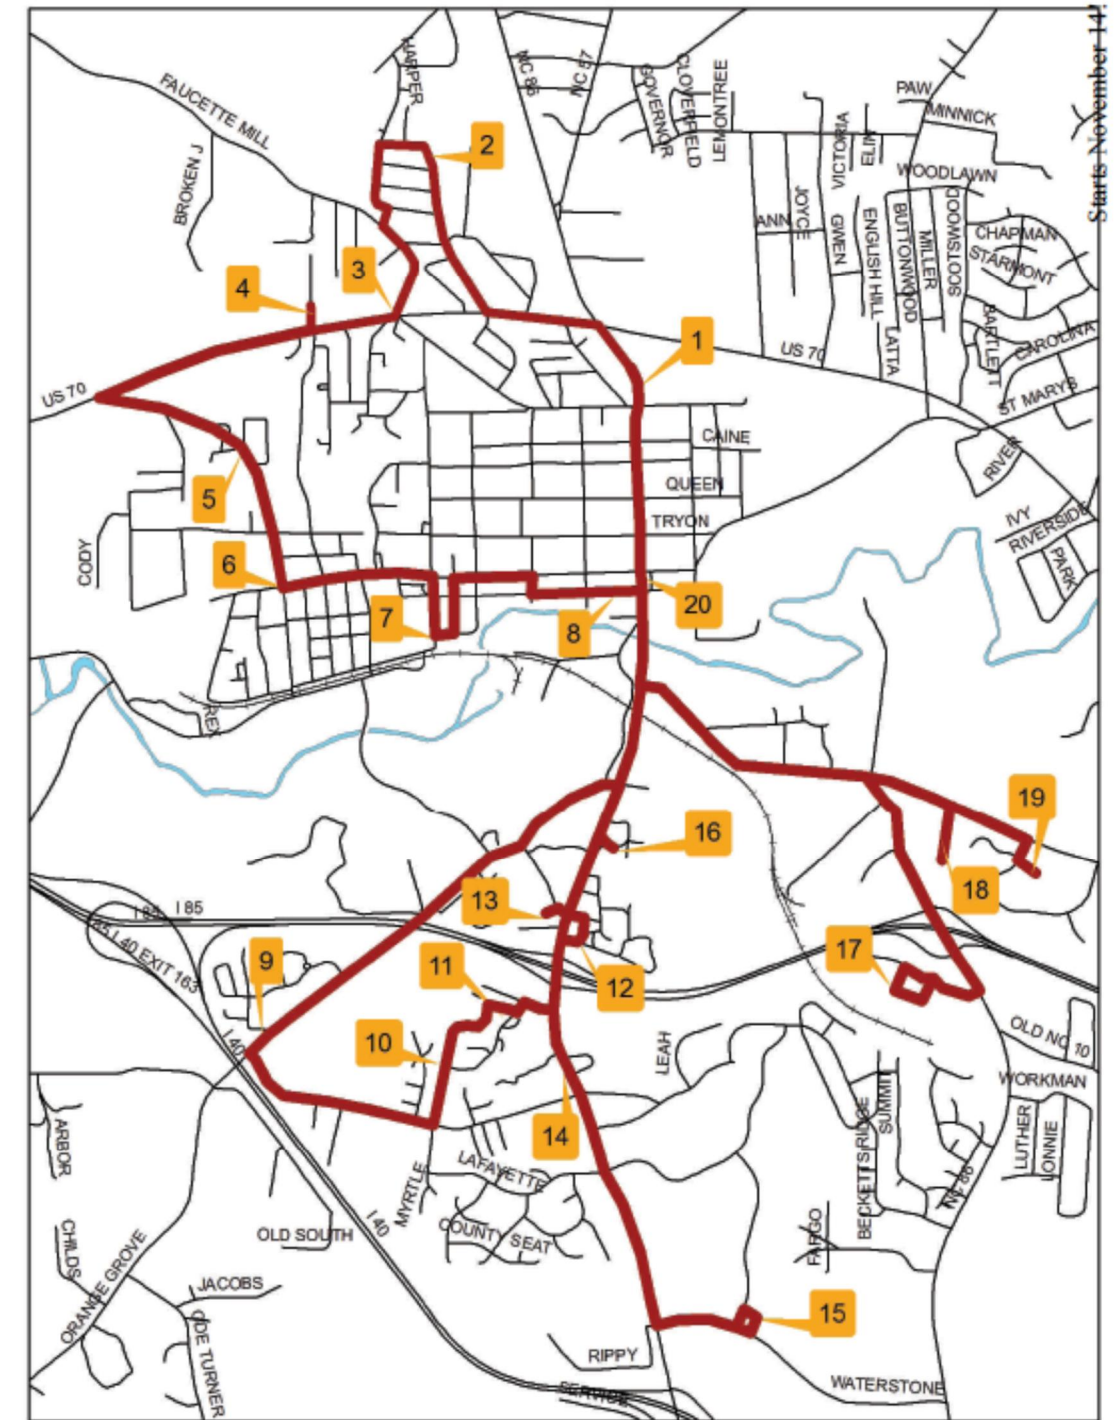 Starts November 14!
HARPER
NC 86
NC 57
GOVERNOR
CLOVERFIELD
LEMONTREE
PAW
MINNICK
FAUCETTE MILL
2
VICTORIA
ELIN
WOODLAWN
BROKEN J
ANN
JOYCE
GWEN
ENGLISH HILL
BUTTONWOOD
MILLER
SCOTSWOOD
CHAPMAN
STARMONT
3
4
1
US 70
LATTA
BARTLETT
CAROLINA
US 70
ST MARYS
CAINE
RIVER
5
QUEEN
TRYON
IVY
RIVERSIDE
CODY
6
PARK
7
8
20
REX
19
16
18
13
I 85
I 85
I 85 I 40 EXIT 163
9
11
17
12
10
I 40
LEAH
OLD NC 10
WORKMAN
ARBOR
14
BECKETTS RIDGE
SUMMIT
LUTHER
LONNIE
LAFAYETTE
MYRTLE
NC 86
CHILDS
OLD SOUTH
I 40
COUNTY SEAT
FARGO
ORANGE GROVE
JACOBS
ODE TURNER
15
RIPPY
SERVICE
WATERSTONE